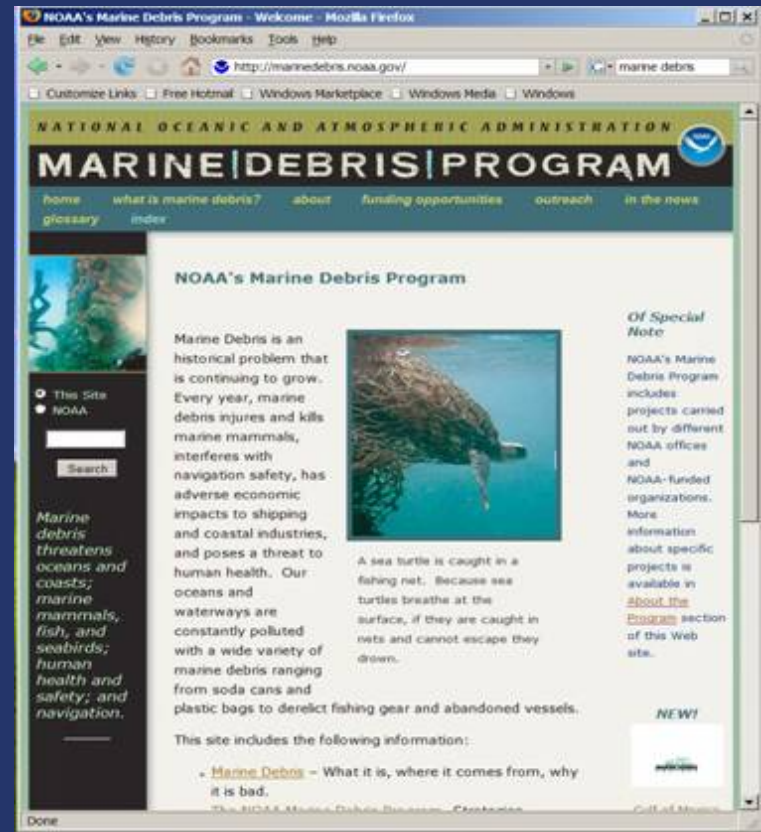 NOAA's Marine Debris Program - Welcome - Mozilla Firefox
File Edit View History Bookmarks Tools Help
http://marinedebris.noaa.gov/
marine debris
Customize Links Free Hotmail Windows Marketplace Windows Media Windows
NATIONAL OCEANIC AND ATMOSPHERIC ADMINISTRATION
NOAA
MARINE DEBRIS PROGRAM
home what is marine debris? about funding opportunities outreach in the news
glossary index
This Site
NOAA
Search
Marine
debris
threatens
oceans and
coasts;
marine
mammals,
fish, and
seabirds;
human
health and
safety; and
navigation.
NOAA's Marine Debris Program
Marine Debris is an
historical problem that
is continuing to grow.
Every year, marine
debris injures and kills
marine mammals,
interferes with
navigation safety, has
adverse economic
impacts to shipping
and coastal industries,
and poses a threat to
human health. Our
oceans and
waterways are
constantly polluted
with a wide variety of
marine debris ranging
from soda cans and
plastic bags to derelict fishing gear and abandoned vessels.
A sea turtle is caught in a
fishing net. Because sea
turtles breathe at the
surface, if they are caught in
nets and cannot escape they
drown.
This site includes the following information:
Marine Debris – What it is, where it comes from, why
it is bad.
The NOAA Marine Debris Program
Of Special
Note
NOAA's Marine
Debris Program
includes
projects carried
out by different
NOAA offices
and
NOAA-funded
organizations.
More
information
about specific
projects is
available in
About the
Program section
of this Web
site.
NEW!
Gulf of Mexico
Done